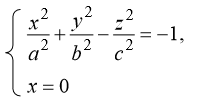 x²/a² + y²/b² − z²/c² = −1,
x = 0